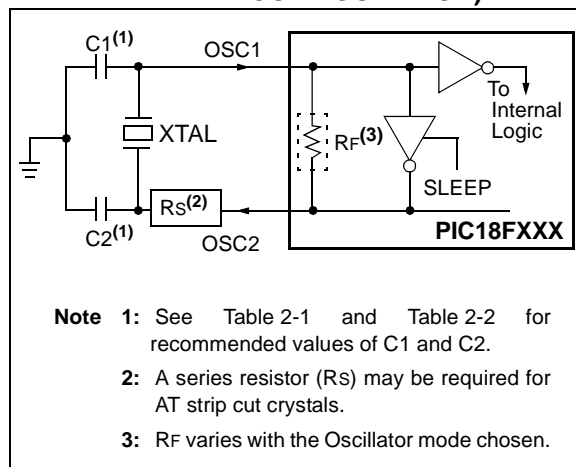 C1(1)
OSC1
To
Internal
Logic
XTAL
RF(3)
SLEEP
RS(2)
C2(1)
OSC2
PIC18FXXX
Note 1: See Table 2-1 and Table 2-2 for
recommended values of C1 and C2.
2: A series resistor (RS) may be required for
AT strip cut crystals.
3: RF varies with the Oscillator mode chosen.